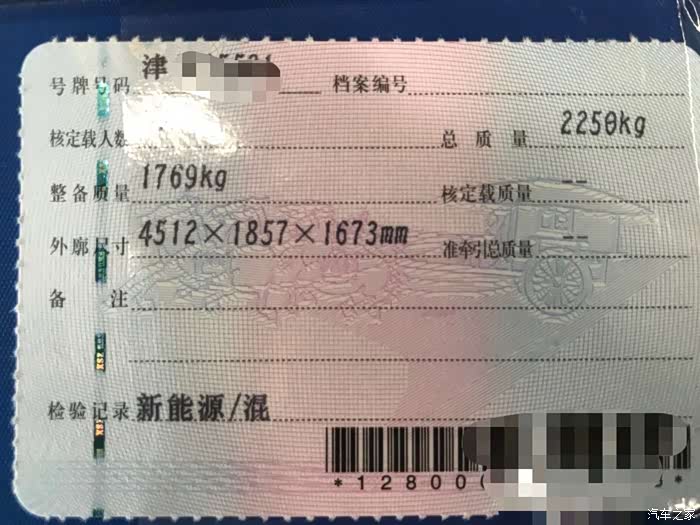 号牌号码 津 档案编号
核定载人数 总质量 2250kg
整备质量 1769kg 核定载质量 --
外廓尺寸 4512×1857×1673mm 准牵引总质量 --
备注
检验记录 新能源/混
*12800
汽车之家